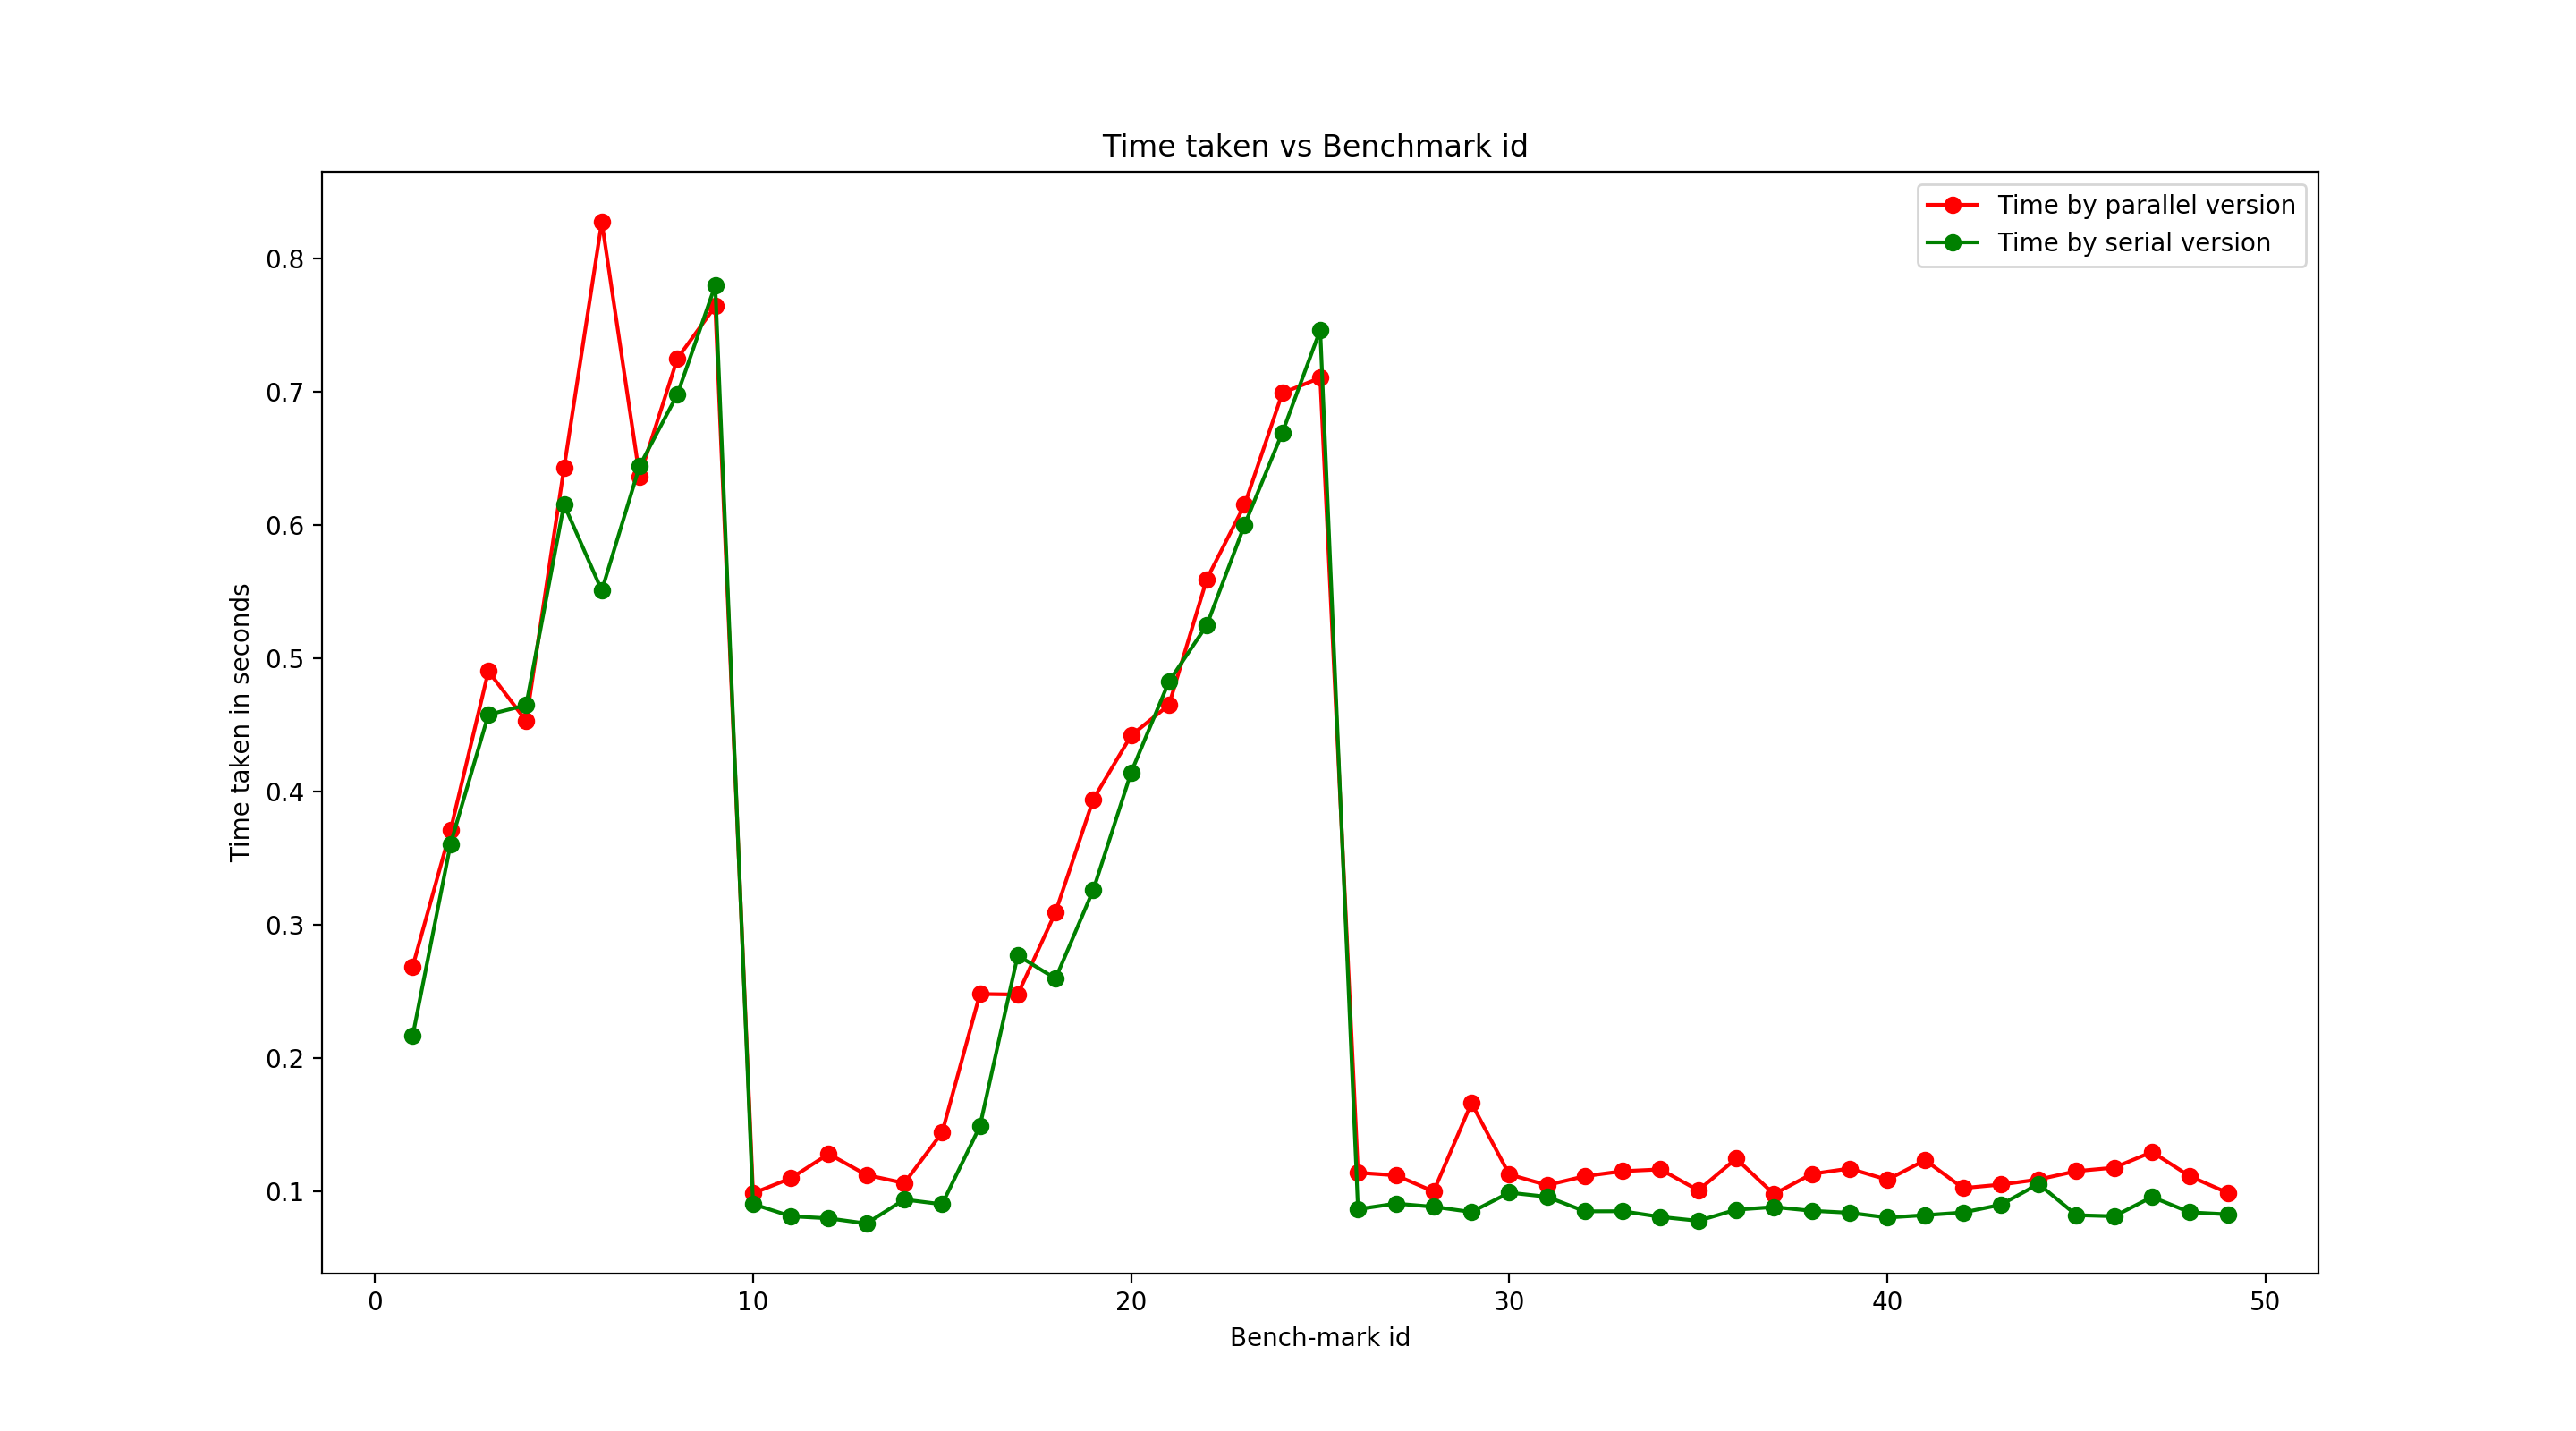 Time taken vs Benchmark id
Time by parallel version
Time by serial version
0.8
0.7
0.6
0.5
0.4
0.3
0.2
0.1
Time taken in seconds
0 10 20 30 40 50
Bench-mark id